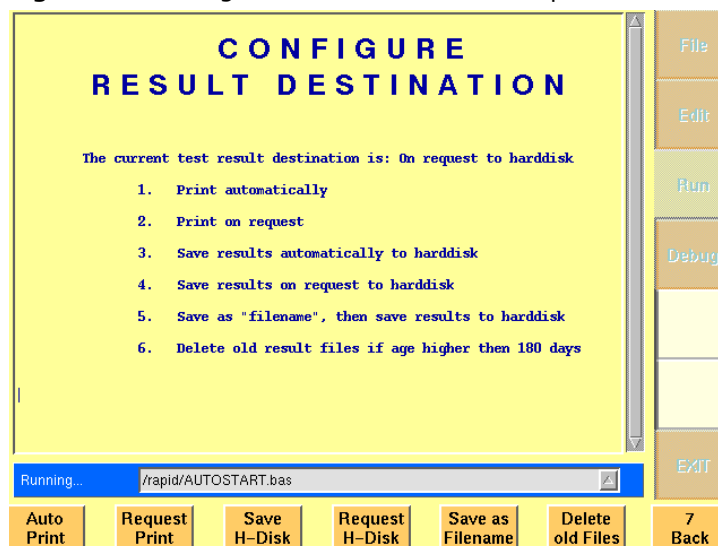 CONFIGURE
RESULT DESTINATION
The current test result destination is: On request to harddisk
1. Print automatically
2. Print on request
3. Save results automatically to harddisk
4. Save results on request to harddisk
5. Save as "filename", then save results to harddisk
6. Delete old result files if age higher then 180 days
File
Edit
Run
Debug
EXIT
Running... /rapid/AUTOSTART.bas
Auto Print
Request Print
Save H-Disk
Request H-Disk
Save as Filename
Delete old Files
7 Back